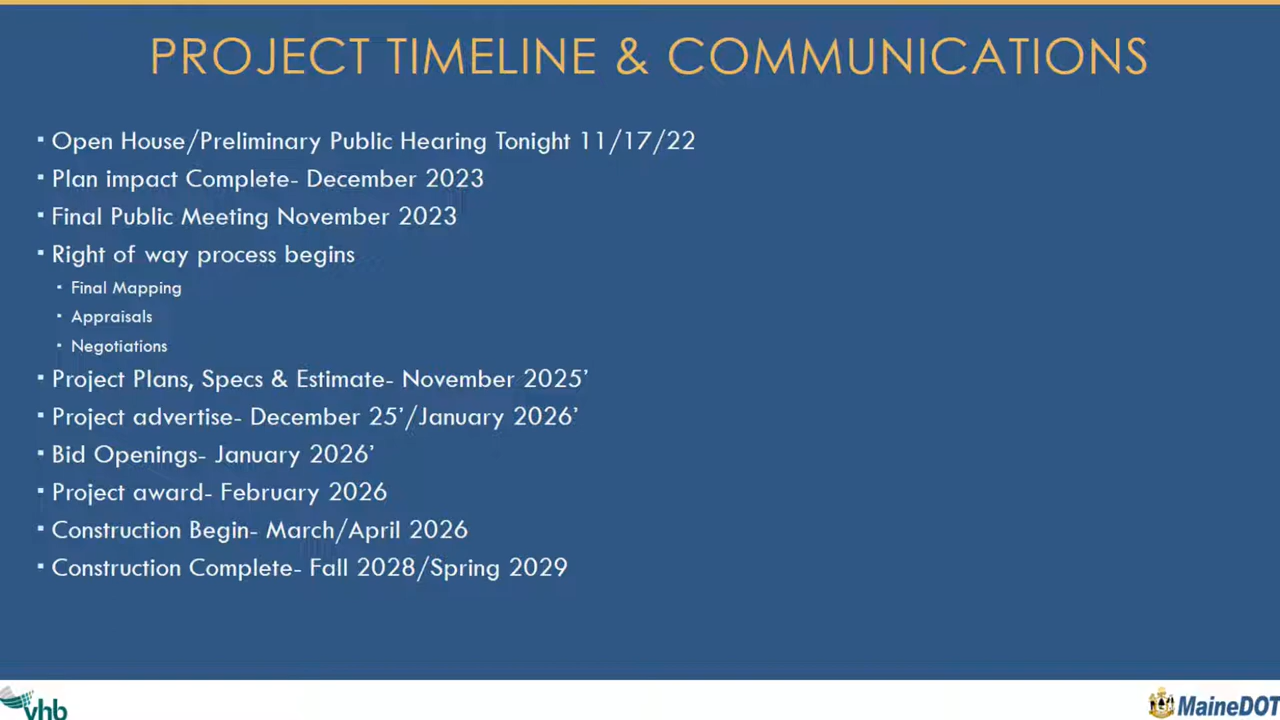 PROJECT TIMELINE & COMMUNICATIONS
▪ Open House/Preliminary Public Hearing Tonight 11/17/22
▪ Plan impact Complete- December 2023
▪ Final Public Meeting November 2023
▪ Right of way process begins
▪ Final Mapping
▪ Appraisals
▪ Negotiations
▪ Project Plans, Specs & Estimate- November 2025’
▪ Project advertise- December 25’/January 2026’
▪ Bid Openings- January 2026’
▪ Project award- February 2026
▪ Construction Begin- March/April 2026
▪ Construction Complete- Fall 2028/Spring 2029
vhb
MaineDOT